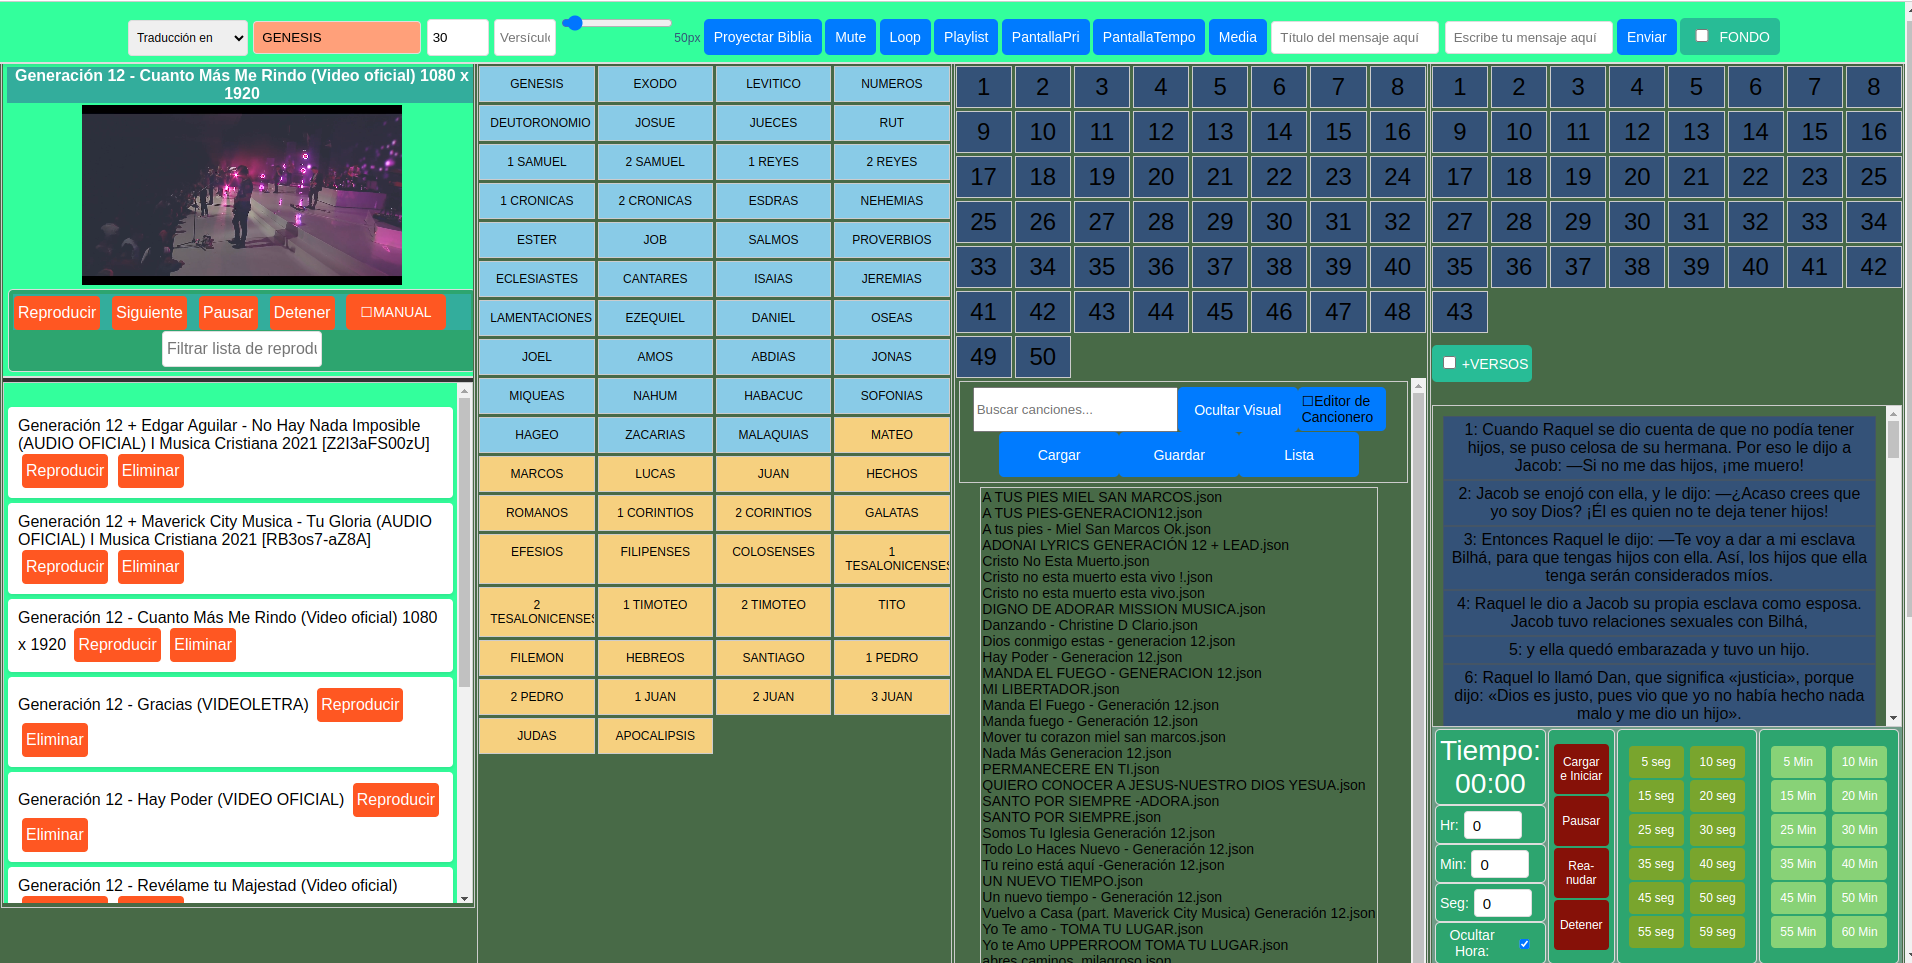 Traducción en
GENESIS
30
Versícul
50px
Proyectar Biblia
Mute
Loop
Playlist
PantallaPri
PantallaTempo
Media
Título del mensaje aquí
Escribe tu mensaje aquí
Enviar
FONDO
Generación 12 - Cuanto Más Me Rindo (Video oficial) 1080 x
1920
Reproducir Siguiente Pausar Detener MANUAL
Filtrar lista de reprodu
Generación 12 + Edgar Aguilar - No Hay Nada Imposible
(AUDIO OFICIAL) I Musica Cristiana 2021 [Z2I3aFS00zU]
Reproducir Eliminar
Generación 12 + Maverick City Musica - Tu Gloria (AUDIO
OFICIAL) I Musica Cristiana 2021 [RB3os7-aZ8A]
Reproducir Eliminar
Generación 12 - Cuanto Más Me Rindo (Video oficial) 1080
x 1920 Reproducir Eliminar
Generación 12 - Gracias (VIDEOLETRA) Reproducir
Eliminar
Generación 12 - Hay Poder (VIDEO OFICIAL) Reproducir
Eliminar
Generación 12 - Revélame tu Majestad (Video oficial)
GENESIS EXODO LEVITICO NUMEROS
DEUTORONOMIO JOSUE JUECES RUT
1 SAMUEL 2 SAMUEL 1 REYES 2 REYES
1 CRONICAS 2 CRONICAS ESDRAS NEHEMIAS
ESTER JOB SALMOS PROVERBIOS
ECLESIASTES CANTARES ISAIAS JEREMIAS
LAMENTACIONES EZEQUIEL DANIEL OSEAS
JOEL AMOS ABDIAS JONAS
MIQUEAS NAHUM HABACUC SOFONIAS
HAGEO ZACARIAS MALAQUIAS MATEO
MARCOS LUCAS JUAN HECHOS
ROMANOS 1 CORINTIOS 2 CORINTIOS GALATAS
EFESIOS FILIPENSES COLOSENSES 1
TESALONICENSES
2
TESALONICENSES 1 TIMOTEO 2 TIMOTEO TITO
FILEMON HEBREOS SANTIAGO 1 PEDRO
2 PEDRO 1 JUAN 2 JUAN 3 JUAN
JUDAS APOCALIPSIS
1 2 3 4 5 6 7 8
9 10 11 12 13 14 15 16
17 18 19 20 21 22 23 24
25 26 27 28 29 30 31 32
33 34 35 36 37 38 39 40
41 42 43 44 45 46 47 48
49 50
Buscar canciones...
Ocultar Visual
Editor de
Cancionero
Cargar Guardar Lista
A TUS PIES MIEL SAN MARCOS.json
A TUS PIES-GENERACION12.json
A tus pies - Miel San Marcos Ok.json
ADONAI LYRICS GENERACIÓN 12 + LEAD.json
Cristo No Esta Muerto.json
Cristo no esta muerto esta vivo !.json
Cristo no esta muerto esta vivo.json
DIGNO DE ADORAR MISSION MUSICA.json
Danzando - Christine D Clario.json
Dios conmigo estas - generacion 12.json
Hay Poder - Generacion 12.json
MANDA EL FUEGO - GENERACION 12.json
MI LIBERTADOR.json
Manda El Fuego - Generación 12.json
Manda fuego - Generación 12.json
Mover tu corazon miel san marcos.json
Nada Más Generacion 12.json
PERMANECERE EN TI.json
QUIERO CONOCER A JESUS-NUESTRO DIOS YESUA.json
SANTO POR SIEMPRE -ADORA.json
SANTO POR SIEMPRE.json
Somos Tu Iglesia Generación 12.json
Todo Lo Haces Nuevo - Generación 12.json
Tu reino está aquí -Generación 12.json
UN NUEVO TIEMPO.json
Un nuevo tiempo - Generación 12.json
Vuelvo a Casa (part. Maverick City Musica) Generación 12.json
Yo Te amo - TOMA TU LUGAR.json
Yo te Amo UPPERROOM TOMA TU LUGAR.json
abres caminos, milagroso.json
1 2 3 4 5 6 7 8
9 10 11 12 13 14 15 16
17 18 19 20 21 22 23 25
27 28 29 30 31 32 33 34
35 36 37 38 39 40 41 42
43
+VERSOS
1: Cuando Raquel se dio cuenta de que no podía tener
hijos, se puso celosa de su hermana. Por eso le dijo a
Jacob: —Si no me das hijos, ¡me muero!
2: Jacob se enojó con ella, y le dijo: —¿Acaso crees que
yo soy Dios? ¡Él es quien no te deja tener hijos!
3: Entonces Raquel le dijo: —Te voy a dar a mi esclava
Bilhá, para que tengas hijos con ella. Así, los hijos que ella
tenga serán considerados míos.
4: Raquel le dio a Jacob su propia esclava como esposa.
Jacob tuvo relaciones sexuales con Bilhá,
5: y ella quedó embarazada y tuvo un hijo.
6: Raquel lo llamó Dan, que significa «justicia», porque
dijo: «Dios es justo, pues vio que yo no había hecho nada
malo y me dio un hijo».
Tiempo:
00:00
Hr: 0
Min: 0
Seg: 0
Ocultar
Hora:
Cargar
e Iniciar
Pausar
Rea-
nudar
Detener
5 seg 10 seg
15 seg 20 seg
25 seg 30 seg
35 seg 40 seg
45 seg 50 seg
55 seg 59 seg
5 Min 10 Min
15 Min 20 Min
25 Min 30 Min
35 Min 40 Min
45 Min 50 Min
55 Min 60 Min